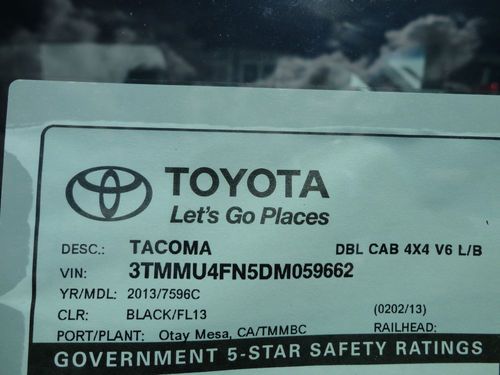 TOYOTA
Let's Go Places
DESC.: TACOMA DBL CAB 4X4 V6 L/B
VIN: 3TMMU4FN5DM059662
YR/MDL: 2013/7596C
CLR: BLACK/FL13 (0202/13)
PORT/PLANT: Otay Mesa, CA/TMMBC RAILHEAD:
GOVERNMENT 5-STAR SAFETY RATINGS